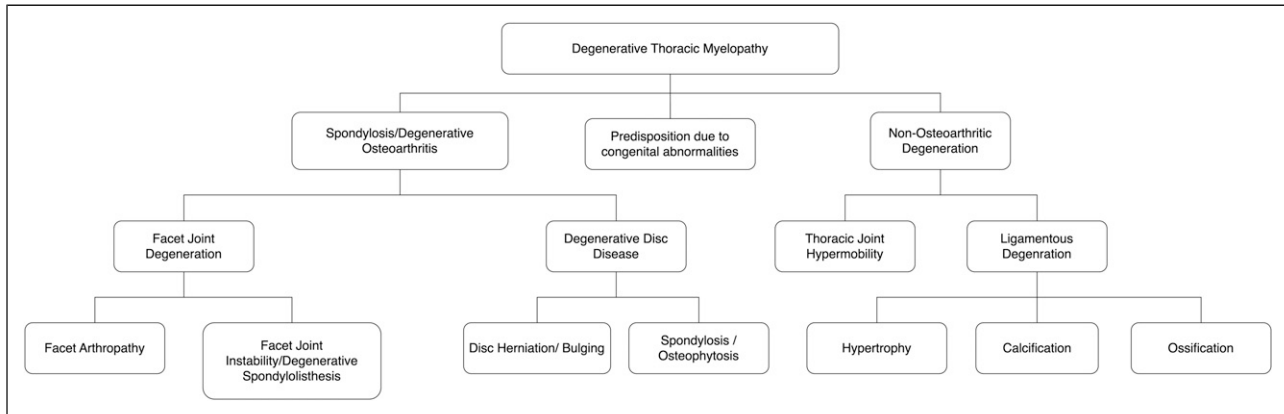 Degenerative Thoracic Myelopathy
Spondylosis/Degenerative
Osteoarthritis
Predisposition due to
congenital abnormalities
Non-Osteoarthritic
Degeneration
Facet Joint
Degeneration
Degenerative Disc
Disease
Thoracic Joint
Hypermobility
Ligamentous
Degenration
Facet Arthropathy
Facet Joint
Instability/Degenerative
Spondylolisthesis
Disc Herniation/ Bulging
Spondylosis /
Osteophytosis
Hypertrophy
Calcification
Ossification